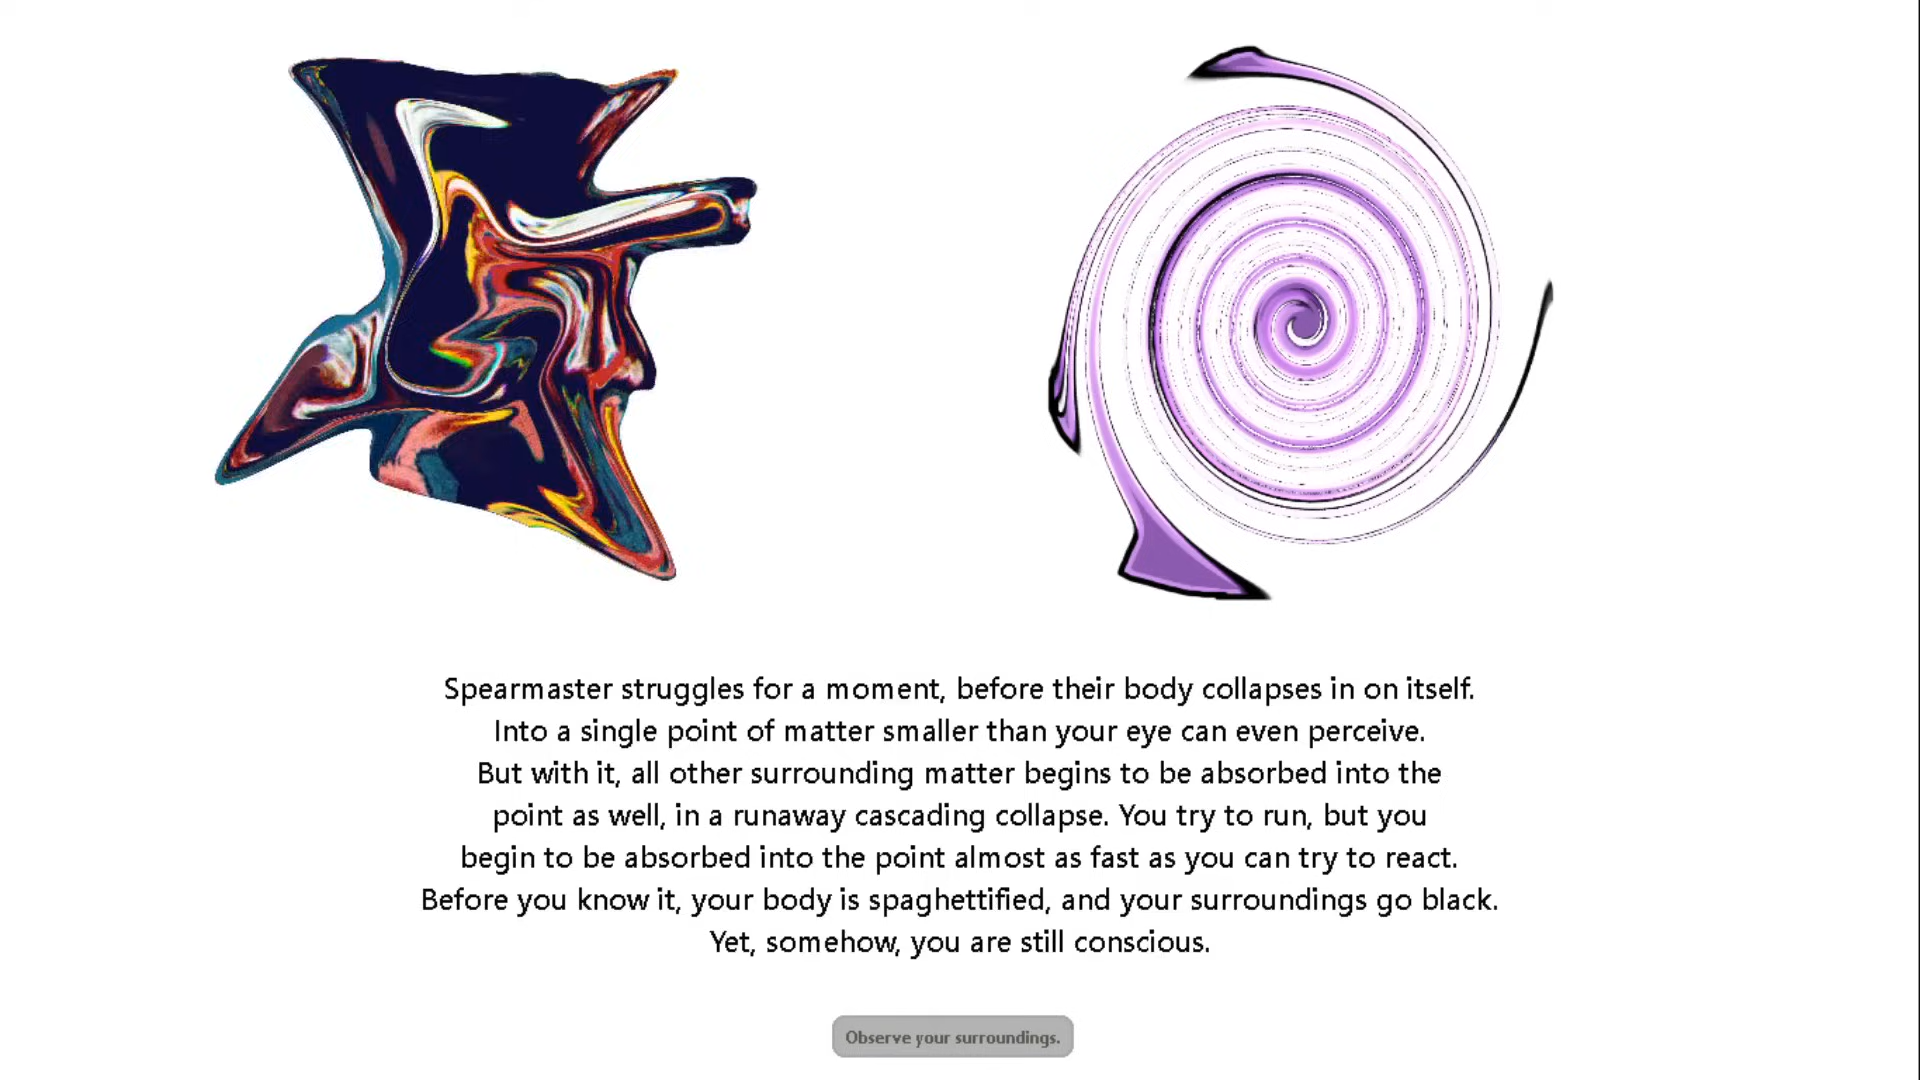 Spearmaster struggles for a moment, before their body collapses in on itself.
Into a single point of matter smaller than your eye can even perceive.
But with it, all other surrounding matter begins to be absorbed into the
point as well, in a runaway cascading collapse. You try to run, but you
begin to be absorbed into the point almost as fast as you can try to react.
Before you know it, your body is spaghettified, and your surroundings go black.
Yet, somehow, you are still conscious.
Observe your surroundings.